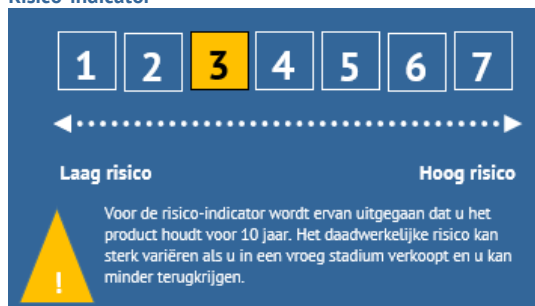 Risico-indicator
1 2 3 4 5 6 7
Laag risico Hoog risico
Voor de risico-indicator wordt ervan uitgegaan dat u het
product houdt voor 10 jaar. Het daadwerkelijke risico kan
sterk variëren als u in een vroeg stadium verkoopt en u kan
minder terugkrijgen.
!